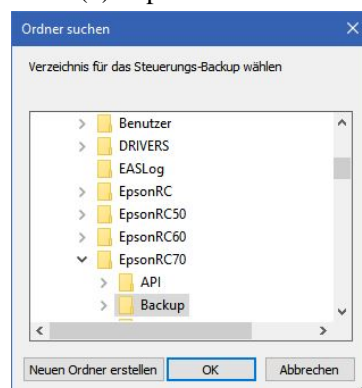 Ordner suchen
Verzeichnis für das Steuerungs-Backup wählen
Benutzer
DRIVERS
EASLog
EpsonRC
EpsonRC50
EpsonRC60
EpsonRC70
API
Backup
Neuen Ordner erstellen OK Abbrechen